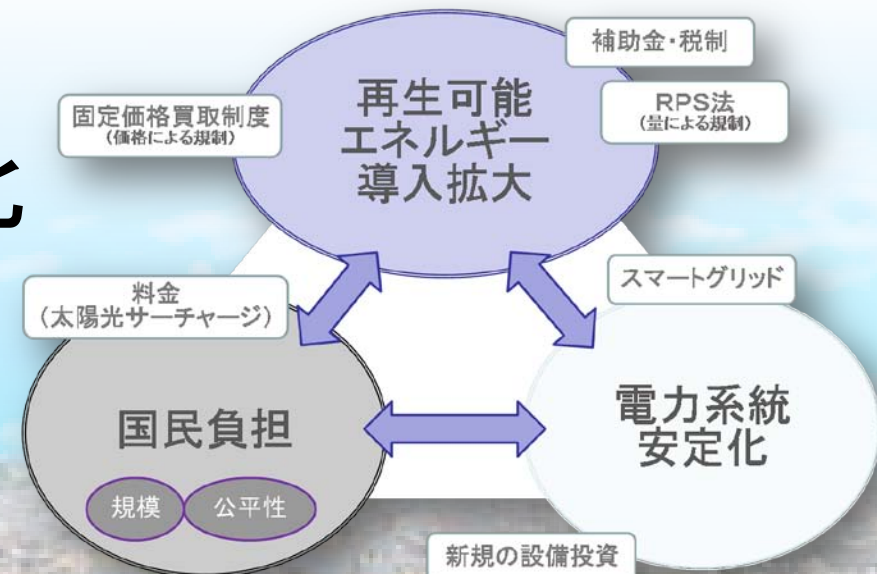 補助金・税制
固定価格買取制度
(価格による規制)
再生可能
エネルギー
導入拡大
RPS法
(量による規制)
化
料金
(太陽光サーチャージ)
スマートグリッド
国民負担
規模
公平性
電力系統
安定化
新規の設備投資